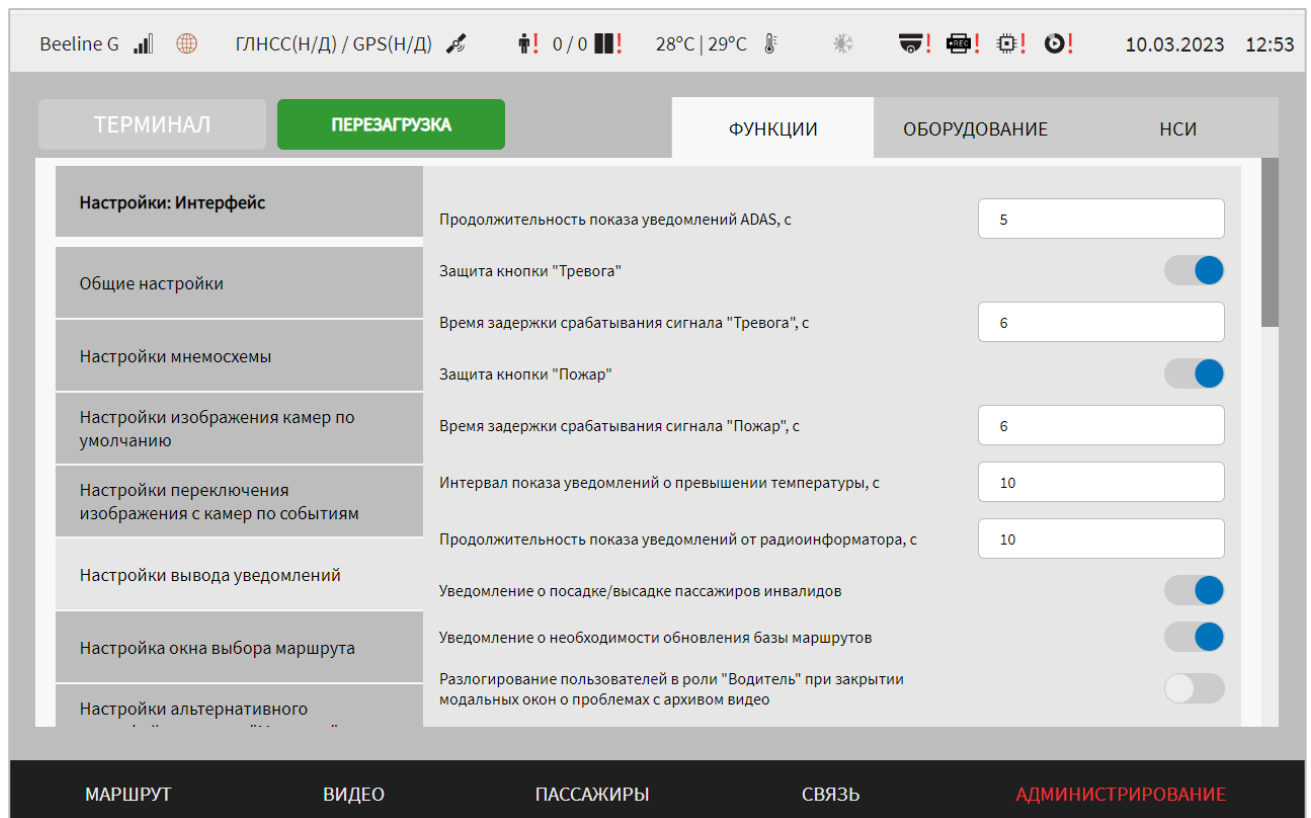 Beeline G ГЛНСС(Н/Д) / GPS(Н/Д) ! 0 / 0 ! 28°C | 29°C ! REC ! ! ! 10.03.2023 12:53
ТЕРМИНАЛ ПЕРЕЗАГРУЗКА ФУНКЦИИ ОБОРУДОВАНИЕ НСИ
Настройки: Интерфейс
Общие настройки
Настройки мнемосхемы
Настройки изображения камер по
умолчанию
Настройки переключения
изображения с камер по событиям
Настройки вывода уведомлений
Настройка окна выбора маршрута
Настройки альтернативного
Продолжительность показа уведомлений ADAS, с 5
Защита кнопки "Тревога"
Время задержки срабатывания сигнала "Тревога", с 6
Защита кнопки "Пожар"
Время задержки срабатывания сигнала "Пожар", с 6
Интервал показа уведомлений о превышении температуры, с 10
Продолжительность показа уведомлений от радиоинформатора, с 10
Уведомление о посадке/высадке пассажиров инвалидов
Уведомление о необходимости обновления базы маршрутов
Разлогирование пользователей в роли "Водитель" при закрытии
модальных окон о проблемах с архивом видео
МАРШРУТ ВИДЕО ПАССАЖИРЫ СВЯЗЬ АДМИНИСТРИРОВАНИЕ